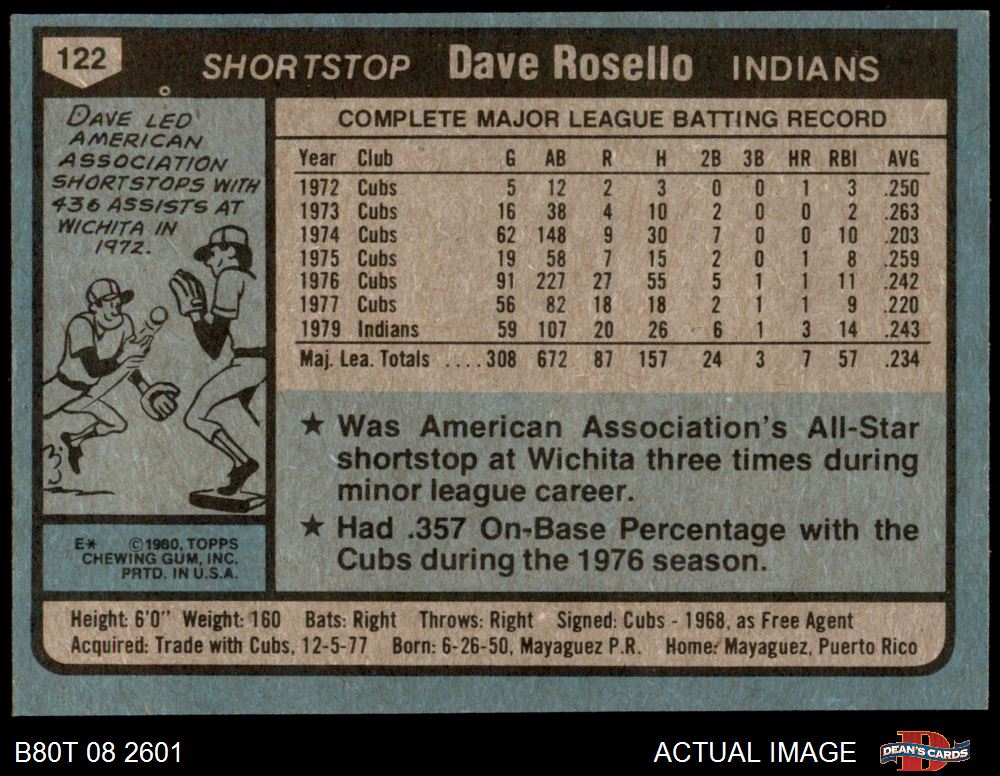 122
SHORTSTOP Dave Rosello INDIANS
DAVE LED
AMERICAN
ASSOCIATION
SHORTSTOPS WITH
436 ASSISTS AT
WICHITA IN
1972.
COMPLETE MAJOR LEAGUE BATTING RECORD
Year Club G AB R H 2B 3B HR RBI AVG
1972 Cubs 5 12 2 3 0 0 1 3 .250
1973 Cubs 16 38 4 10 2 0 0 2 .263
1974 Cubs 62 148 9 30 7 0 0 10 .203
1975 Cubs 19 58 7 15 2 0 1 8 .259
1976 Cubs 91 227 27 55 5 1 1 11 .242
1977 Cubs 56 82 18 18 2 1 1 9 .220
1979 Indians 59 107 20 26 6 1 3 14 .243
Maj. Lea. Totals ....308 672 87 157 24 3 7 57 .234
★ Was American Association's All-Star
shortstop at Wichita three times during
minor league career.
★ Had .357 On-Base Percentage with the
Cubs during the 1976 season.
E* ©1980, TOPPS
CHEWING GUM, INC.
PRTD. IN U.S.A.
Height: 6'0" Weight: 160 Bats: Right Throws: Right Signed: Cubs - 1968, as Free Agent
Acquired: Trade with Cubs, 12-5-77 Born: 6-26-50, Mayaguez P.R. Home: Mayaguez, Puerto Rico
B80T 08 2601
ACTUAL IMAGE
DEAN'S CARDS